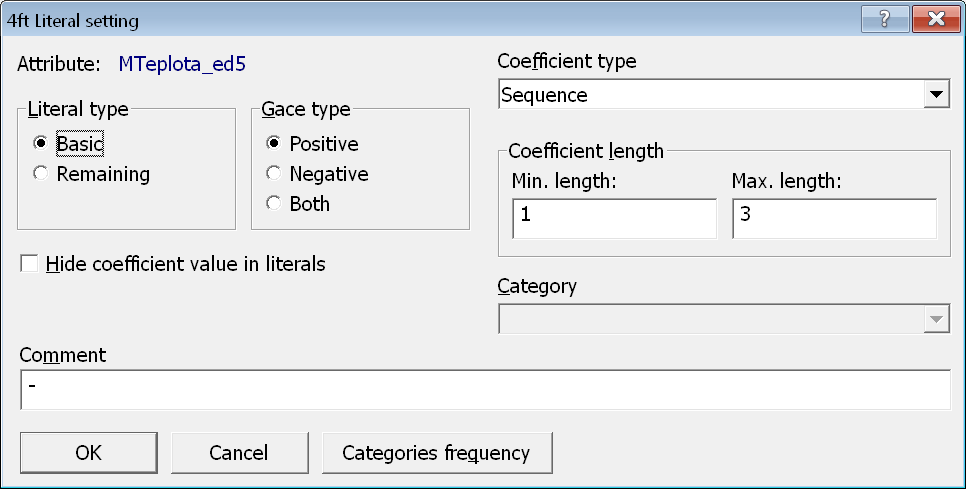 4ft Literal setting
?
Attribute: MTeplota_ed5
Literal type
Basic
Remaining
Gace type
Positive
Negative
Both
Hide coefficient value in literals
Coefficient type
Sequence
Coefficient length
Min. length: Max. length:
1 3
Category
Comment
-
OK Cancel Categories frequency